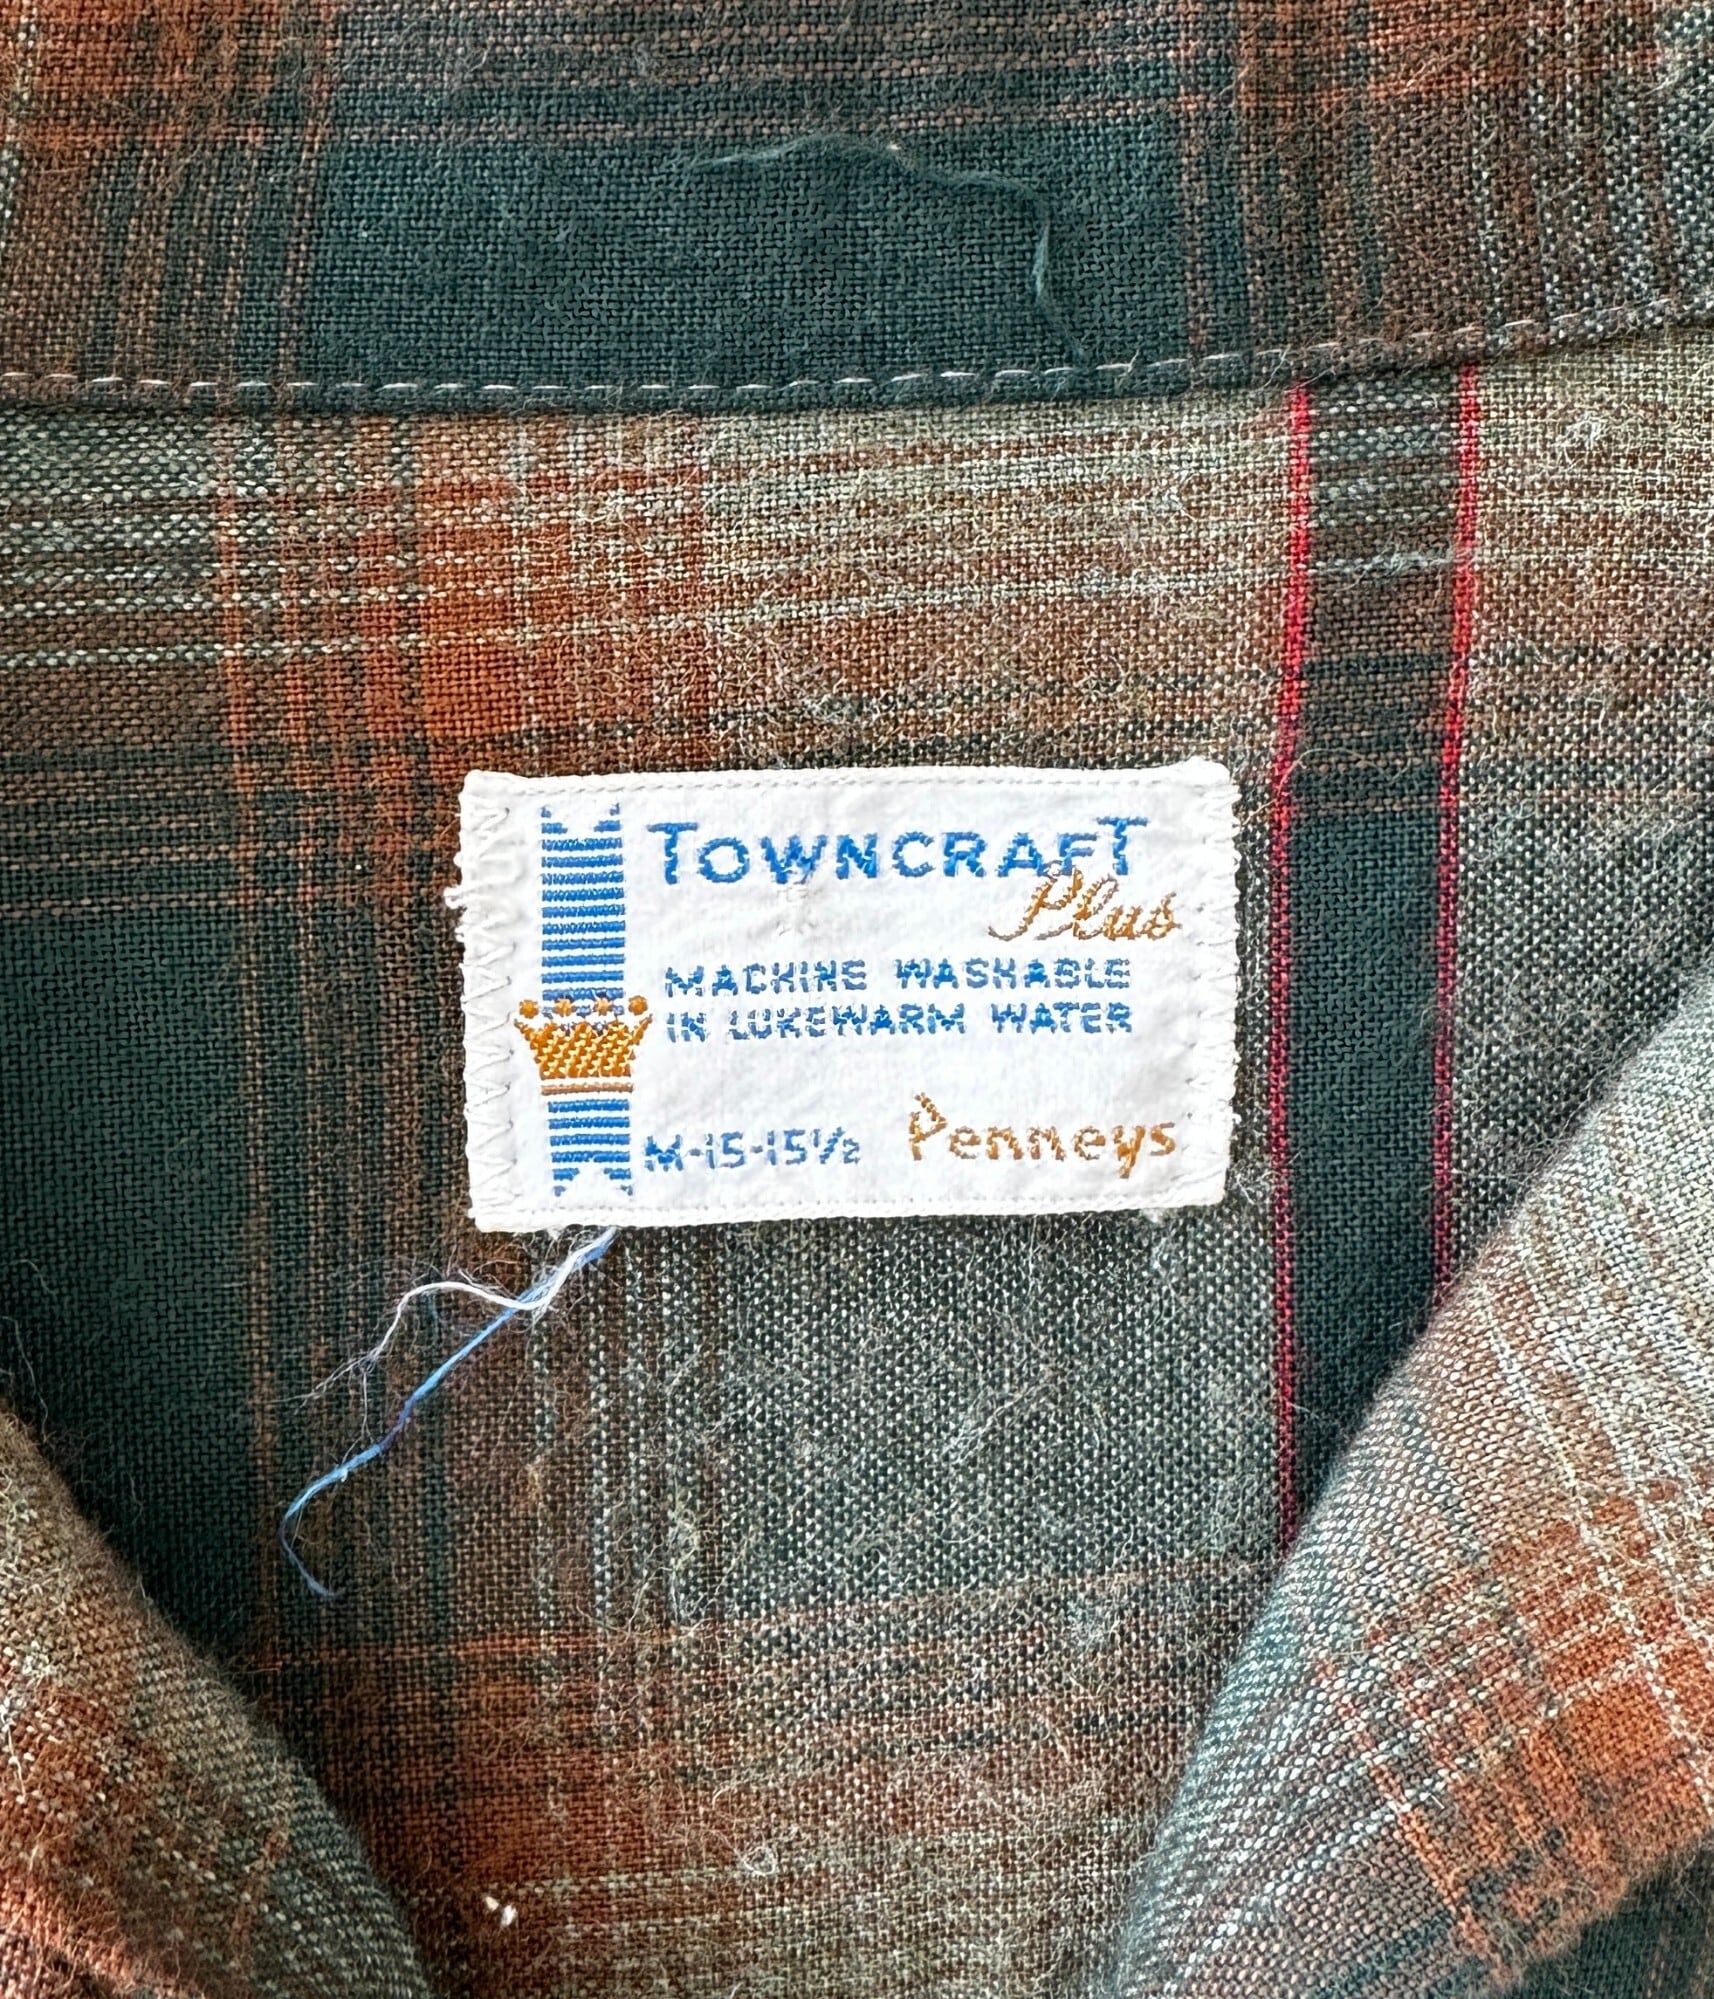 TOWNCRAFT
Plus
MACHINE WASHABLE
IN LUKEWARM WATER
M-15-15½
Penneys